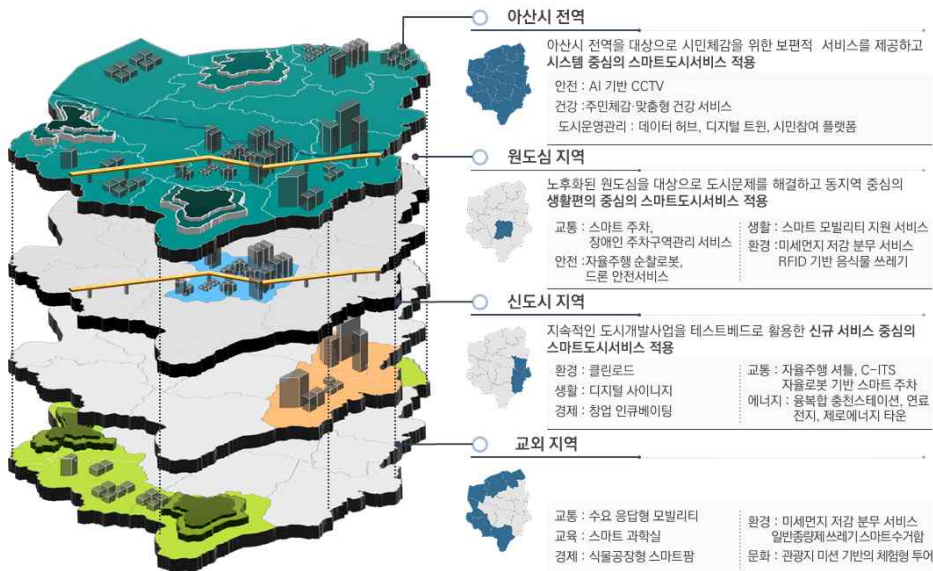 아산시 전역
아산시 전역을 대상으로 시민체감을 위한 보편적 서비스를 제공하고
시스템 중심의 스마트도시서비스 적용
안전 : AI 기반 CCTV
건강 : 주민체감·맞춤형 건강 서비스
도시운영관리 : 데이터 허브, 디지털 트윈, 시민참여 플랫폼
원도심 지역
노후화된 원도심을 대상으로 도시문제를 해결하고 동지역 중심의
생활편의 중심의 스마트도시서비스 적용
교통 : 스마트 주차,
장애인 주차구역관리 서비스
안전 : 자율주행 순찰로봇,
드론 안전서비스
생활 : 스마트 모빌리티 지원 서비스
환경 : 미세먼지 저감 분무 서비스
RFID 기반 음식물 쓰레기
신도시 지역
지속적인 도시개발사업을 테스트베드로 활용한 신규 서비스 중심의
스마트도시서비스 적용
환경 : 클린로드
생활 : 디지털 사이니지
경제 : 창업 인큐베이팅
교통 : 자율주행 셔틀, C-ITS
자율로봇 기반 스마트 주차
에너지 : 융복합 충천스테이션, 연료
전지, 제로에너지 타운
교외 지역
교통 : 수요 응답형 모빌리티
교육 : 스마트 과학실
경제 : 식물공장형 스마트팜
환경 : 미세먼지 저감 분무 서비스
일반종량제 쓰레기 스마트수거함
문화 : 관광지 미션 기반의 체험형 투어